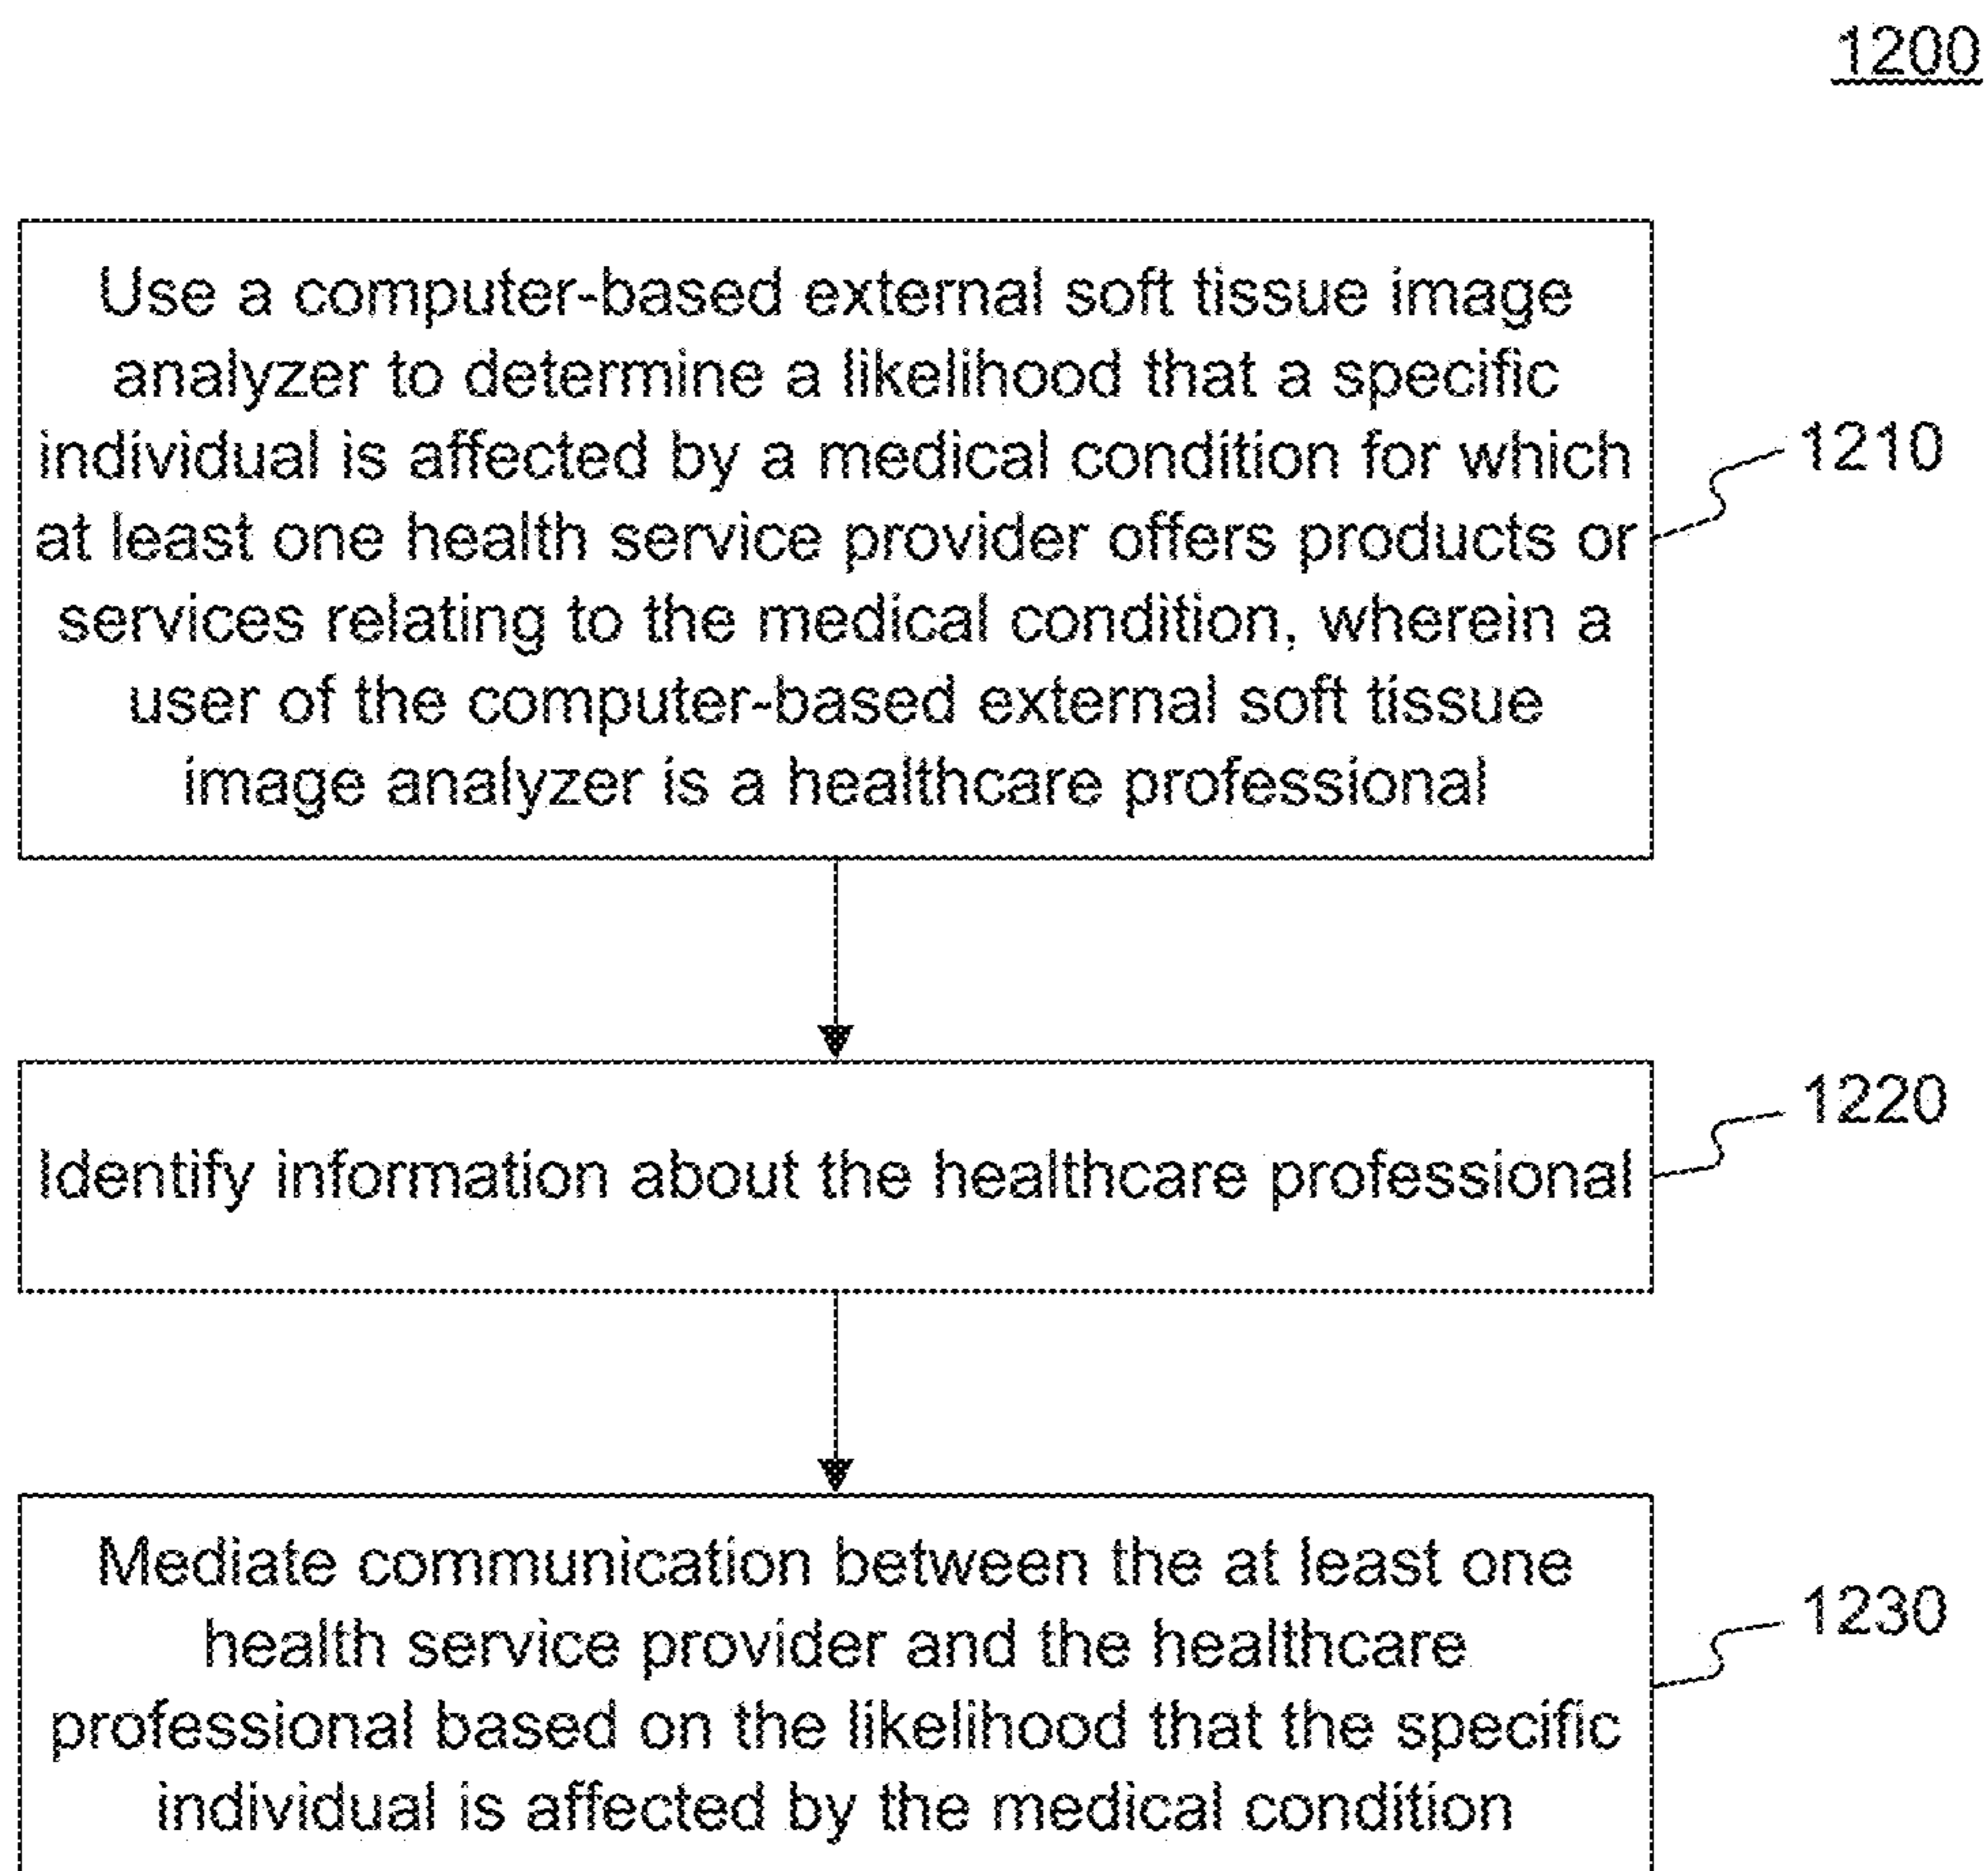 1200
Use a computer-based external soft tissue image
analyzer to determine a likelihood that a specific
individual is affected by a medical condition for which
at least one health service provider offers products or
services relating to the medical condition, wherein a
user of the computer-based external soft tissue
image analyzer is a healthcare professional
1210
Identify information about the healthcare professional
1220
Mediate communication between the at least one
health service provider and the healthcare
professional based on the likelihood that the specific
individual is affected by the medical condition
1230